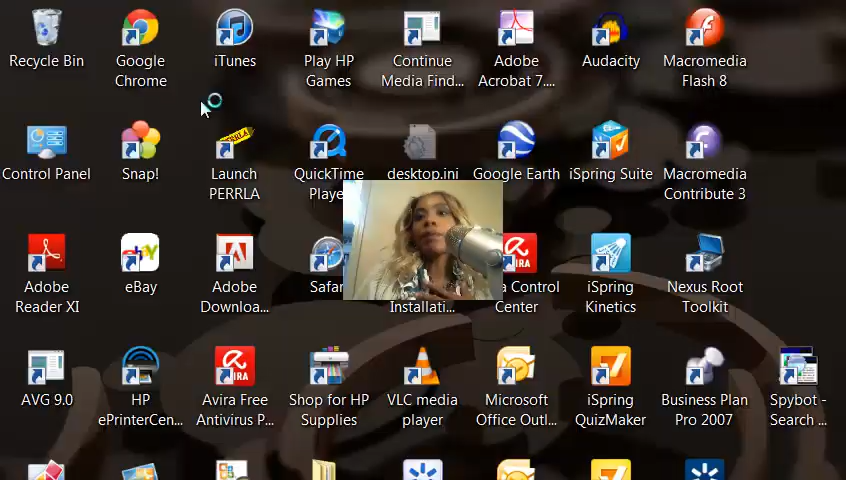 Recycle Bin
Google
Chrome
iTunes
Play HP
Games
Continue
Media Find...
Adobe
Acrobat 7....
Audacity
Macromedia
Flash 8
Control Panel
Snap!
Launch
PERRLA
QuickTime
Playe
desktop.ini
Google Earth
iSpring Suite
Macromedia
Contribute 3
Adobe
Reader XI
eBay
Adobe
Downloa...
Safar
Installati...
Control
Center
iSpring
Kinetics
Nexus Root
Toolkit
AVG 9.0
HP
ePrinterCen...
Avira Free
Antivirus P...
Shop for HP
Supplies
VLC media
player
Microsoft
Office Outl...
iSpring
QuizMaker
Business Plan
Pro 2007
Spybot -
Search ...